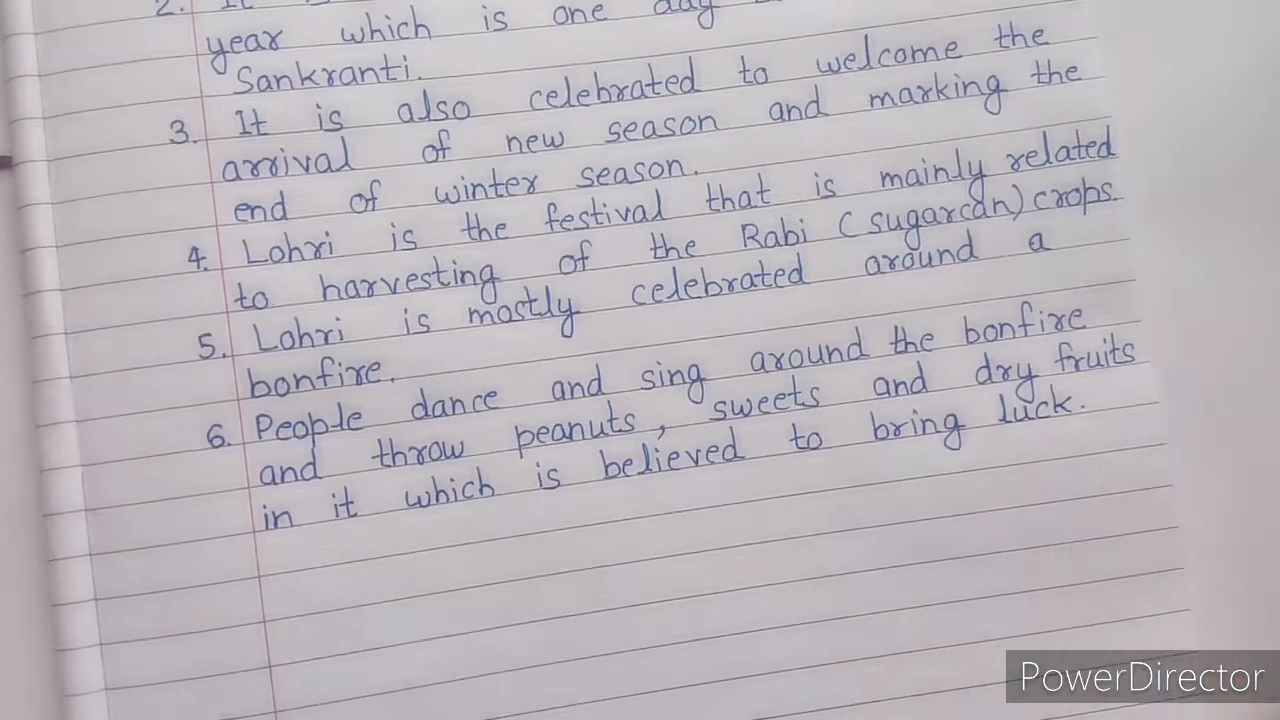 2. It
year which is one day
Sankranti.
3. It is also celebrated to welcome the
arrival of new season and marking the
end of winter season.
4. Lohri is the festival that is mainly related
to harvesting of the Rabi (sugarcan) crops.
5. Lohri is mostly celebrated around a
bonfire.
6. People dance and sing around the bonfire
and throw peanuts, sweets and dry fruits
in it which is believed to bring luck.
PowerDirector